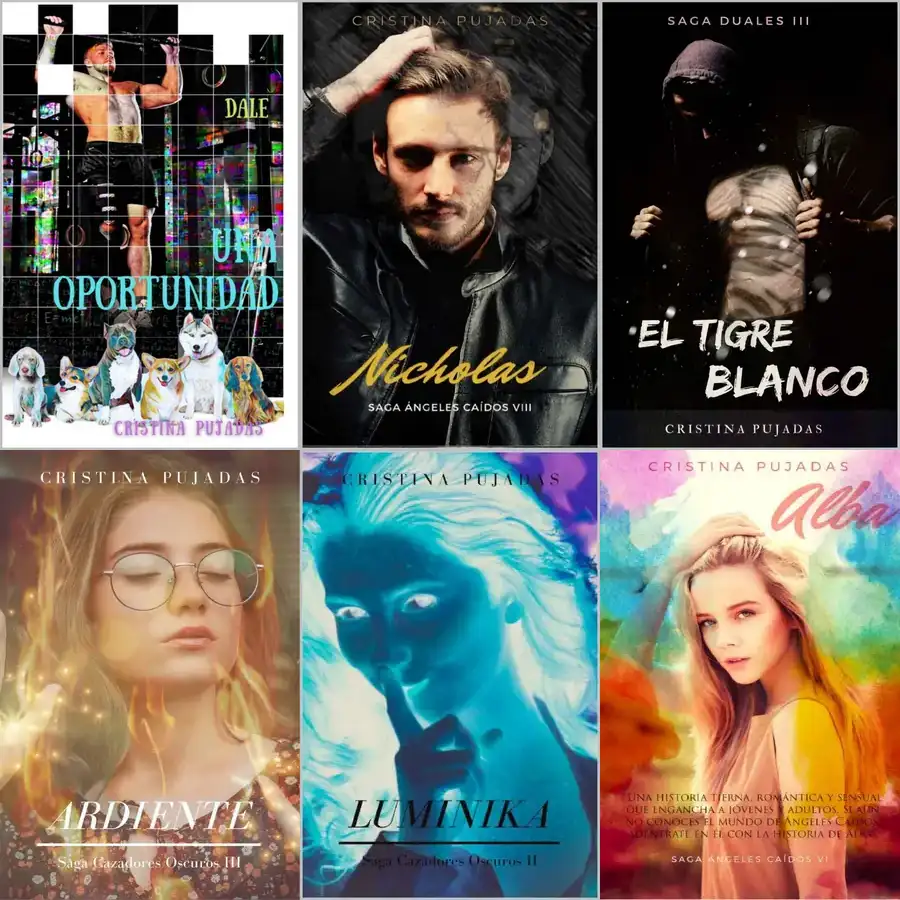 DALE
UNA
OPORTUNIDAD
CRISTINA PUJADAS
CRISTINA PUJADAS
Nicholas
SAGA ÁNGELES CAÍDOS VIII
SAGA DUALES III
EL TIGRE
BLANCO
CRISTINA PUJADAS
CRISTINA PUJADAS
ARDIENTE
Saga Cazadores Oscuros III
CRISTINA PUJADAS
LUMINIKA
Saga Cazadores Oscuros II
CRISTINA PUJADAS
Alba
UNA HISTORIA TIERNA, ROMÁNTICA Y SENSUAL
QUE ENGANCHA A JÓVENES Y ADULTOS. SI AÚN
NO CONOCES EL MUNDO DE ÁNGELES CAÍDOS
ADÉNTRATE EN ÉL CON LA HISTORIA DE ALBA
SAGA ÁNGELES CAÍDOS VI